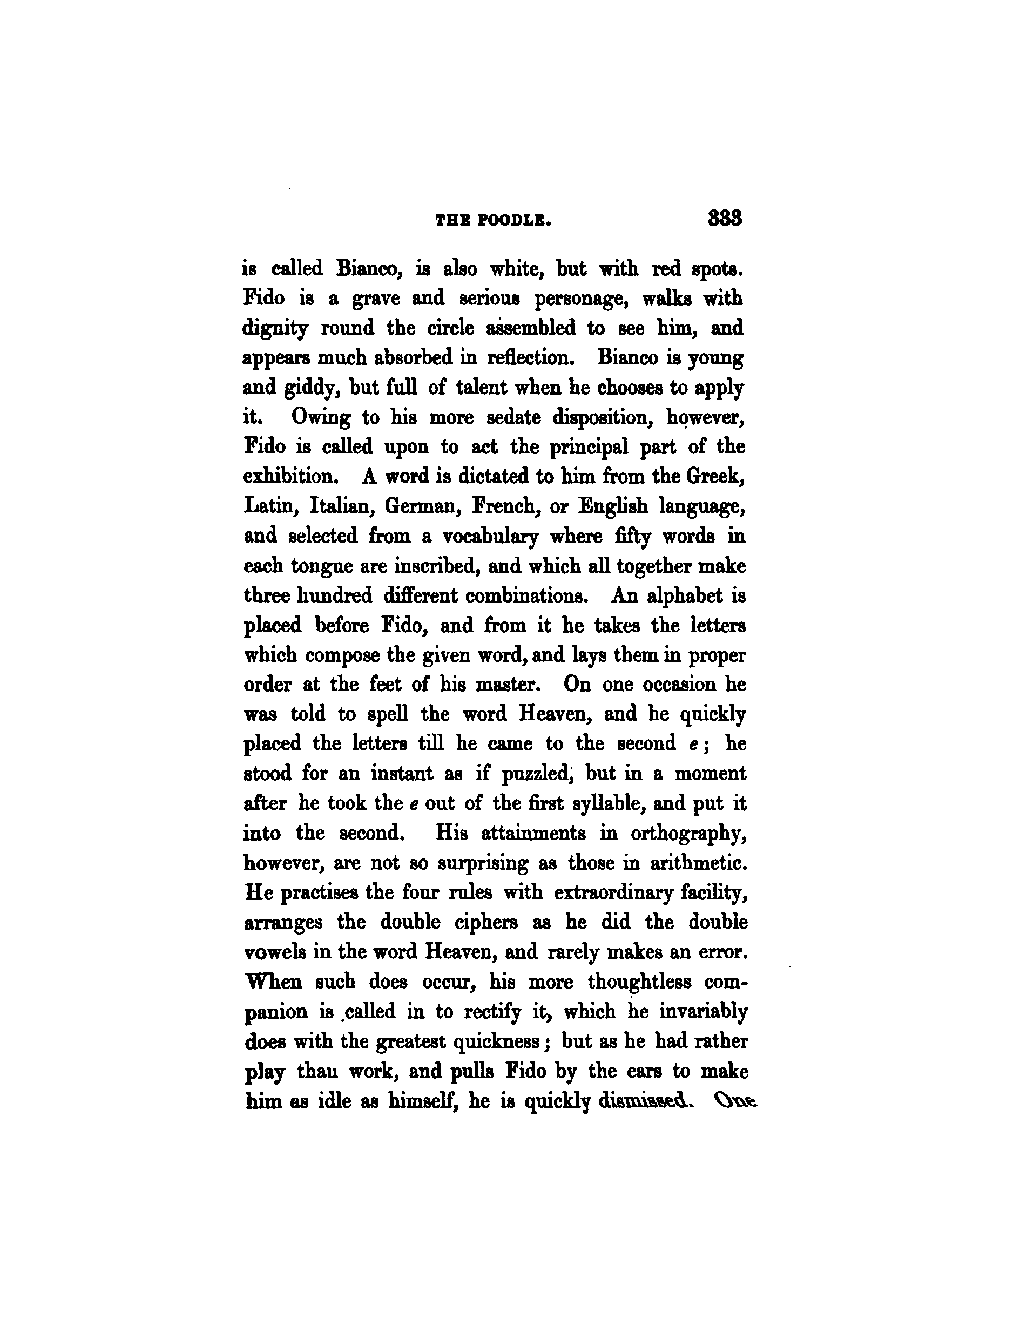 THE POODLE. 333
is called Bianco, is also white, but with red spots.
Fido is a grave and serious personage, walks with
dignity round the circle assembled to see him, and
appears much absorbed in reflection. Bianco is young
and giddy, but full of talent when he chooses to apply
it. Owing to his more sedate disposition, however,
Fido is called upon to act the principal part of the
exhibition. A word is dictated to him from the Greek,
Latin, Italian, German, French, or English language,
and selected from a vocabulary where fifty words in
each tongue are inscribed, and which all together make
three hundred different combinations. An alphabet is
placed before Fido, and from it he takes the letters
which compose the given word, and lays them in proper
order at the feet of his master. On one occasion he
was told to spell the word Heaven, and he quickly
placed the letters till he came to the second e; he
stood for an instant as if puzzled, but in a moment
after he took the e out of the first syllable, and put it
into the second. His attainments in orthography,
however, are not so surprising as those in arithmetic.
He practises the four rules with extraordinary facility,
arranges the double ciphers as he did the double
vowels in the word Heaven, and rarely makes an error.
When such does occur, his more thoughtless com-
panion is called in to rectify it, which he invariably
does with the greatest quickness; but as he had rather
play than work, and pulls Fido by the ears to make
him as idle as himself, he is quickly dismissed. One